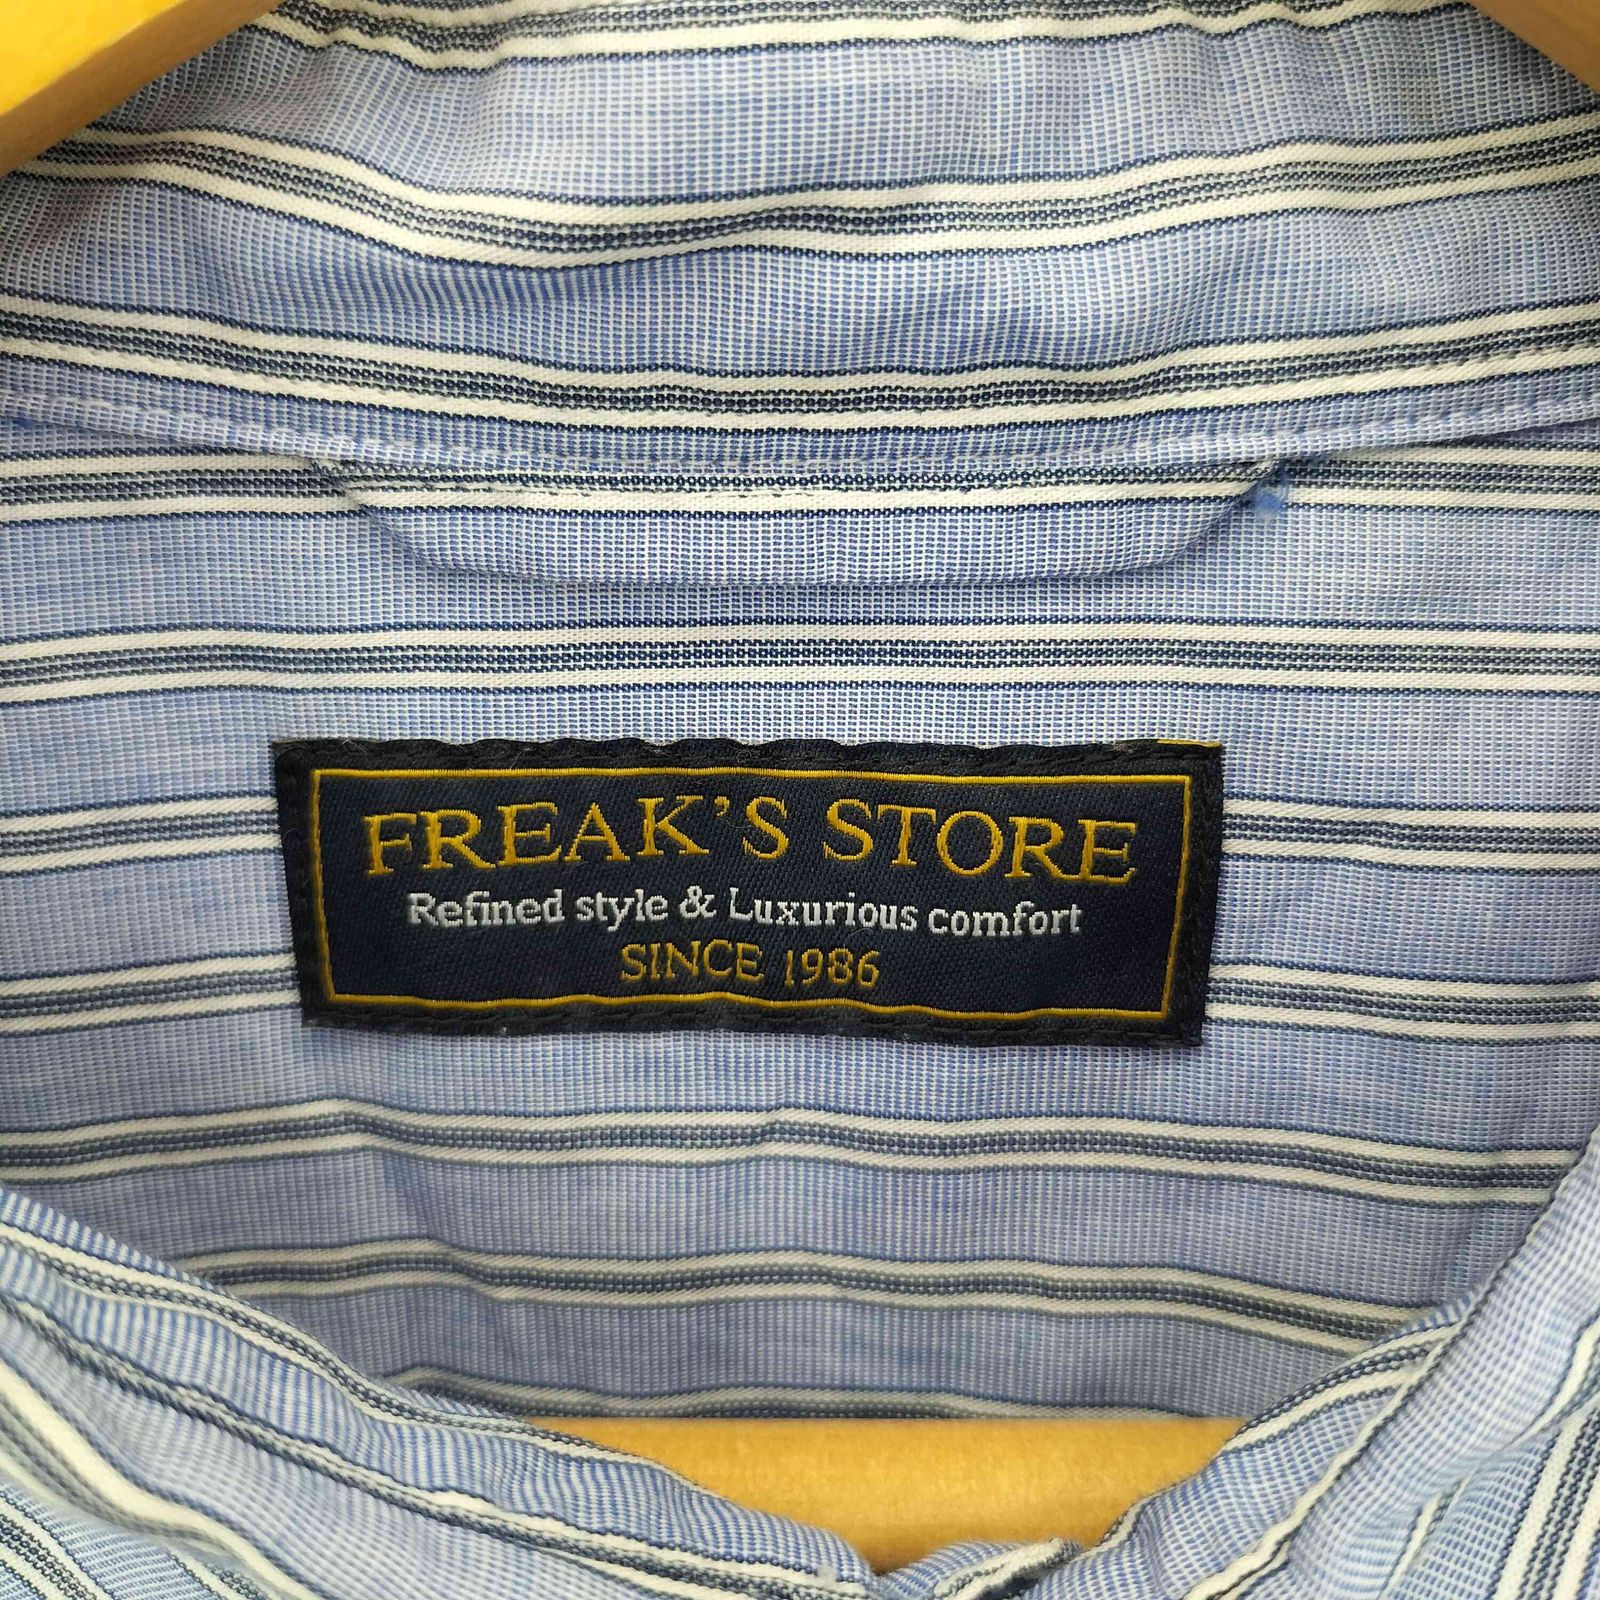 FREAK'S STORE
Refined style & Luxurious comfort
SINCE 1986